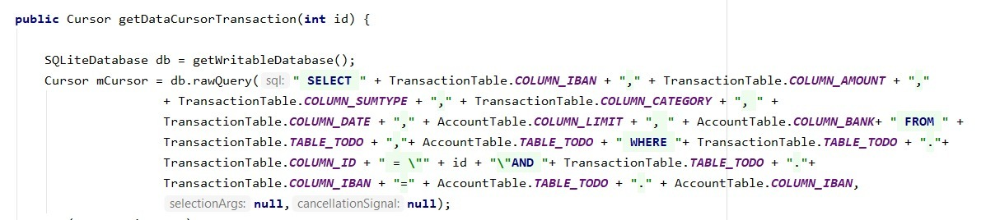 public Cursor getDataCursorTransaction(int id) {
SQLiteDatabase db = getWritableDatabase();
Cursor mCursor = db.rawQuery( sql: " SELECT " + TransactionTable.COLUMN_IBAN + "," + TransactionTable.COLUMN_AMOUNT + ","
+ TransactionTable.COLUMN_SUMTYPE + "," + TransactionTable.COLUMN_CATEGORY + ", " +
TransactionTable.COLUMN_DATE + "," + AccountTable.COLUMN_LIMIT + ", " + AccountTable.COLUMN_BANK+ " FROM " +
TransactionTable.TABLE_TODO + ","+ AccountTable.TABLE_TODO + " WHERE "+ TransactionTable.TABLE_TODO + "."+
TransactionTable.COLUMN_ID + " = \"" + id + "\"AND "+ TransactionTable.TABLE_TODO + "."+
TransactionTable.COLUMN_IBAN + "=" + AccountTable.TABLE_TODO + "." + AccountTable.COLUMN_IBAN,
selectionArgs: null, cancellationSignal: null);